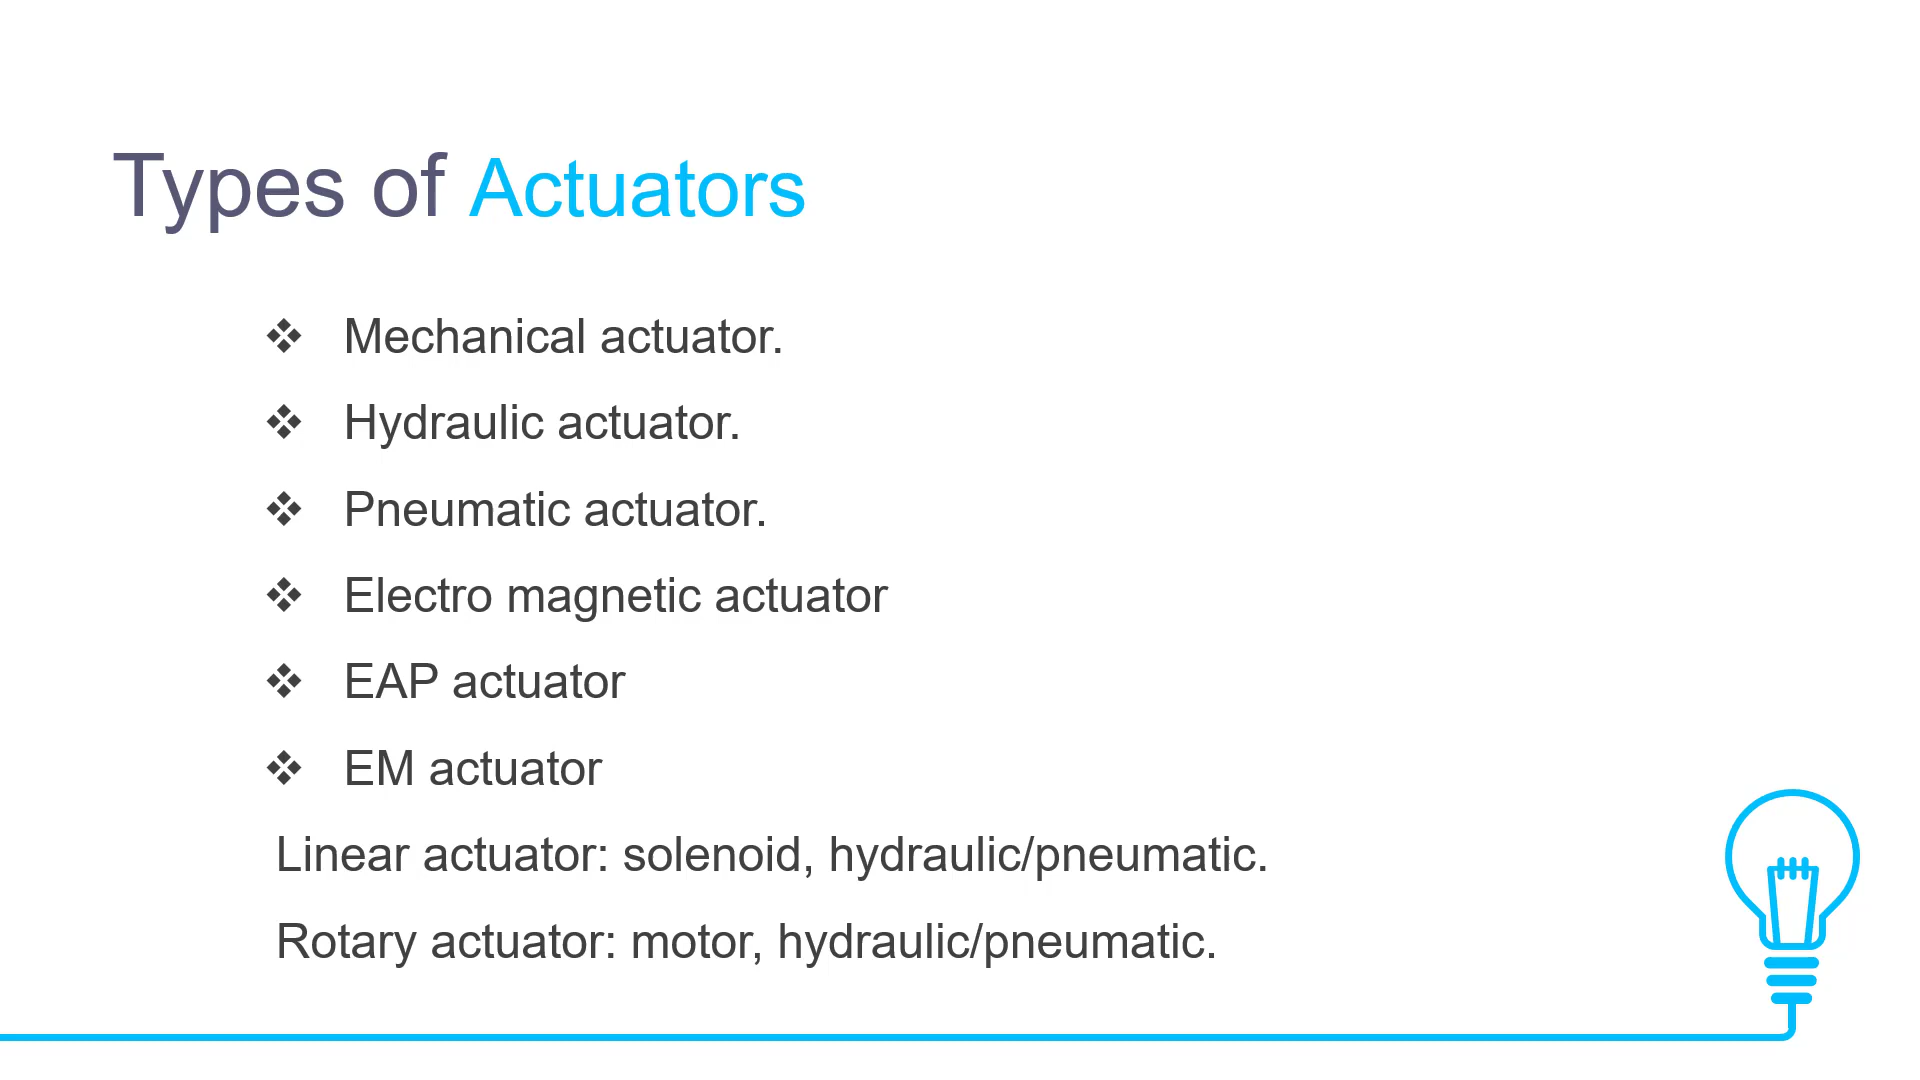 Types of Actuators
❖ Mechanical actuator.
❖ Hydraulic actuator.
❖ Pneumatic actuator.
❖ Electro magnetic actuator
❖ EAP actuator
❖ EM actuator
Linear actuator: solenoid, hydraulic/pneumatic.
Rotary actuator: motor, hydraulic/pneumatic.